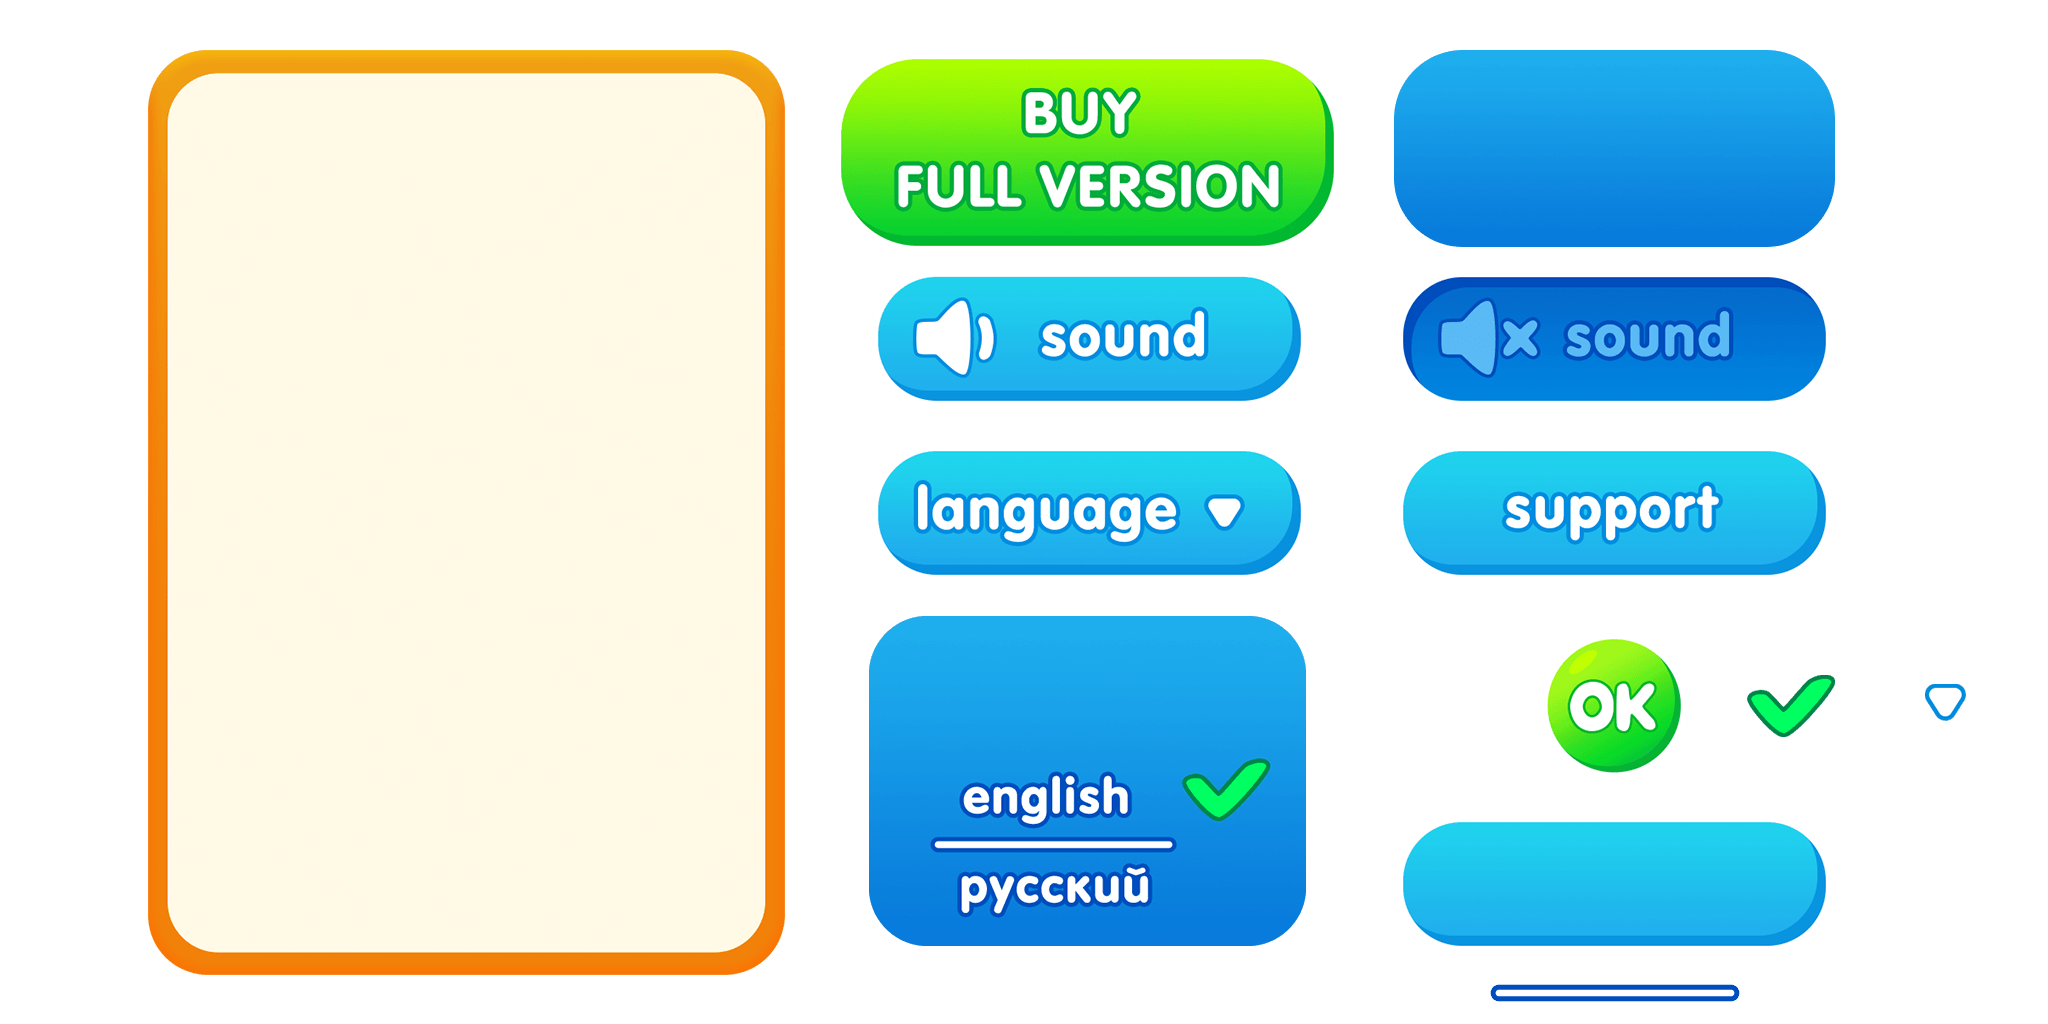 BUY
FULL VERSION
sound
sound
language
support
english
русский
OK